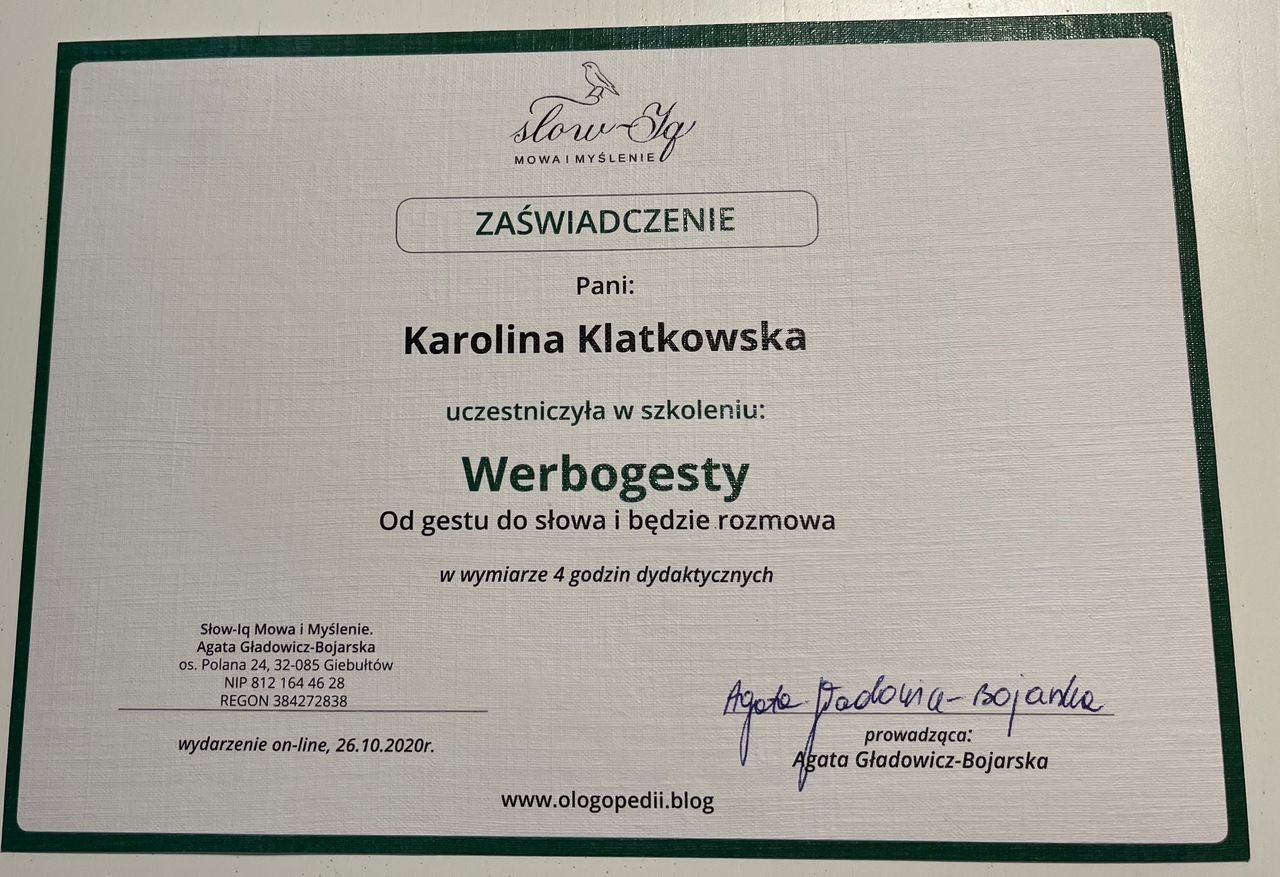 słow-Iq
MOWA I MYŚLENIE
ZAŚWIADCZENIE
Pani:
Karolina Klatkowska
uczestniczyła w szkoleniu:
Werbogesty
Od gestu do słowa i będzie rozmowa
w wymiarze 4 godzin dydaktycznych
Słow-Iq Mowa i Myślenie.
Agata Gładowicz-Bojarska
os. Polana 24, 32-085 Giebułtów
NIP 812 164 46 28
REGON 384272838
wydarzenie on-line, 26.10.2020r.
Agata Gładowicz-Bojarska
prowadząca:
Agata Gładowicz-Bojarska
www.ologopedii.blog